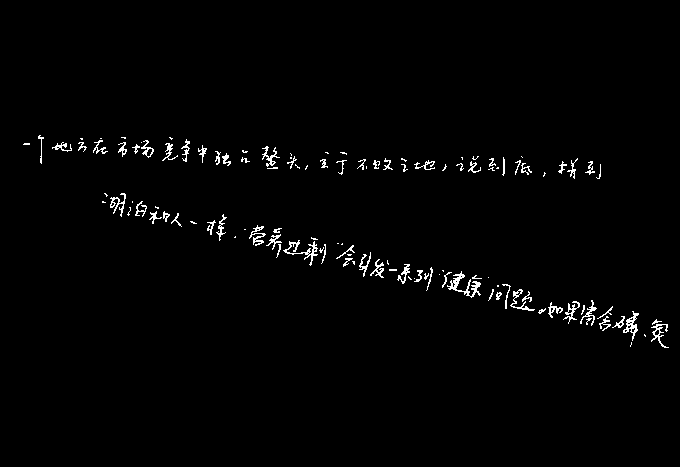 一个地方在市场竞争中独占鳌头,立于不败之地,说到底,摆到
湖泊和人一样,“营养过剩”会引发一系列“健康”问题。如果富含磷、氮